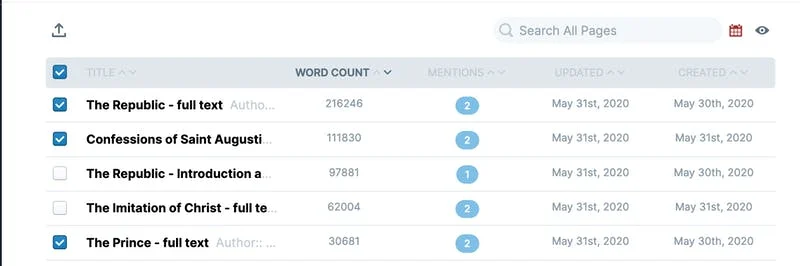 Search All Pages
TITLE WORD COUNT MENTIONS UPDATED CREATED
The Republic - full text Autho... 216246 2 May 31st, 2020 May 30th, 2020
Confessions of Saint Augusti... 111830 2 May 31st, 2020 May 31st, 2020
The Republic - Introduction a... 97881 1 May 31st, 2020 May 30th, 2020
The Imitation of Christ - full te... 62004 2 May 31st, 2020 May 31st, 2020
The Prince - full text Author:: ... 30681 2 May 31st, 2020 May 30th, 2020